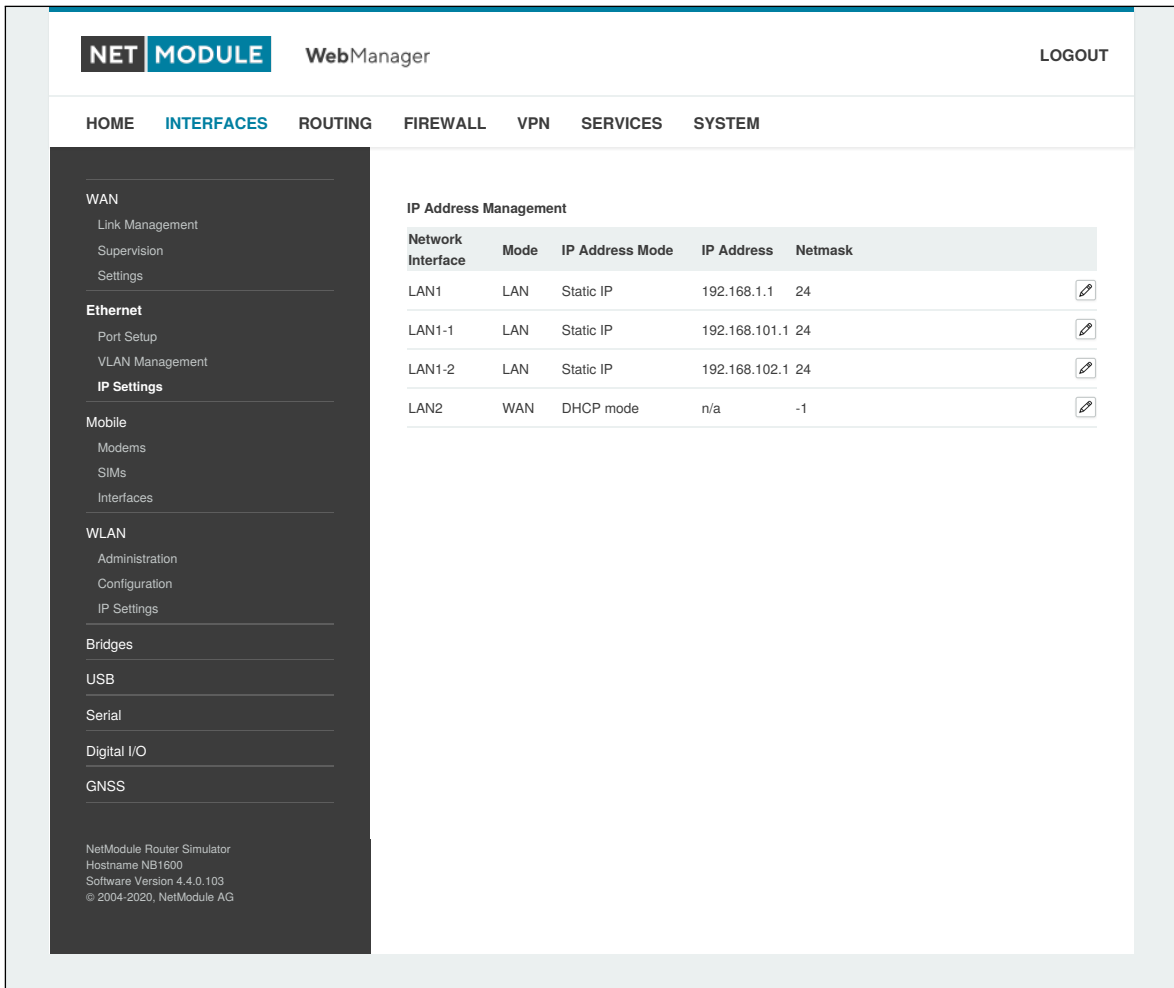 NET MODULE WebManager LOGOUT
HOME INTERFACES ROUTING FIREWALL VPN SERVICES SYSTEM
WAN
Link Management
Supervision
Settings
Ethernet
Port Setup
VLAN Management
IP Settings
Mobile
Modems
SIMs
Interfaces
WLAN
Administration
Configuration
IP Settings
Bridges
USB
Serial
Digital I/O
GNSS
NetModule Router Simulator
Hostname NB1600
Software Version 4.4.0.103
© 2004-2020, NetModule AG
IP Address Management
Network Interface Mode IP Address Mode IP Address Netmask
LAN1 LAN Static IP 192.168.1.1 24
LAN1-1 LAN Static IP 192.168.101.1 24
LAN1-2 LAN Static IP 192.168.102.1 24
LAN2 WAN DHCP mode n/a -1